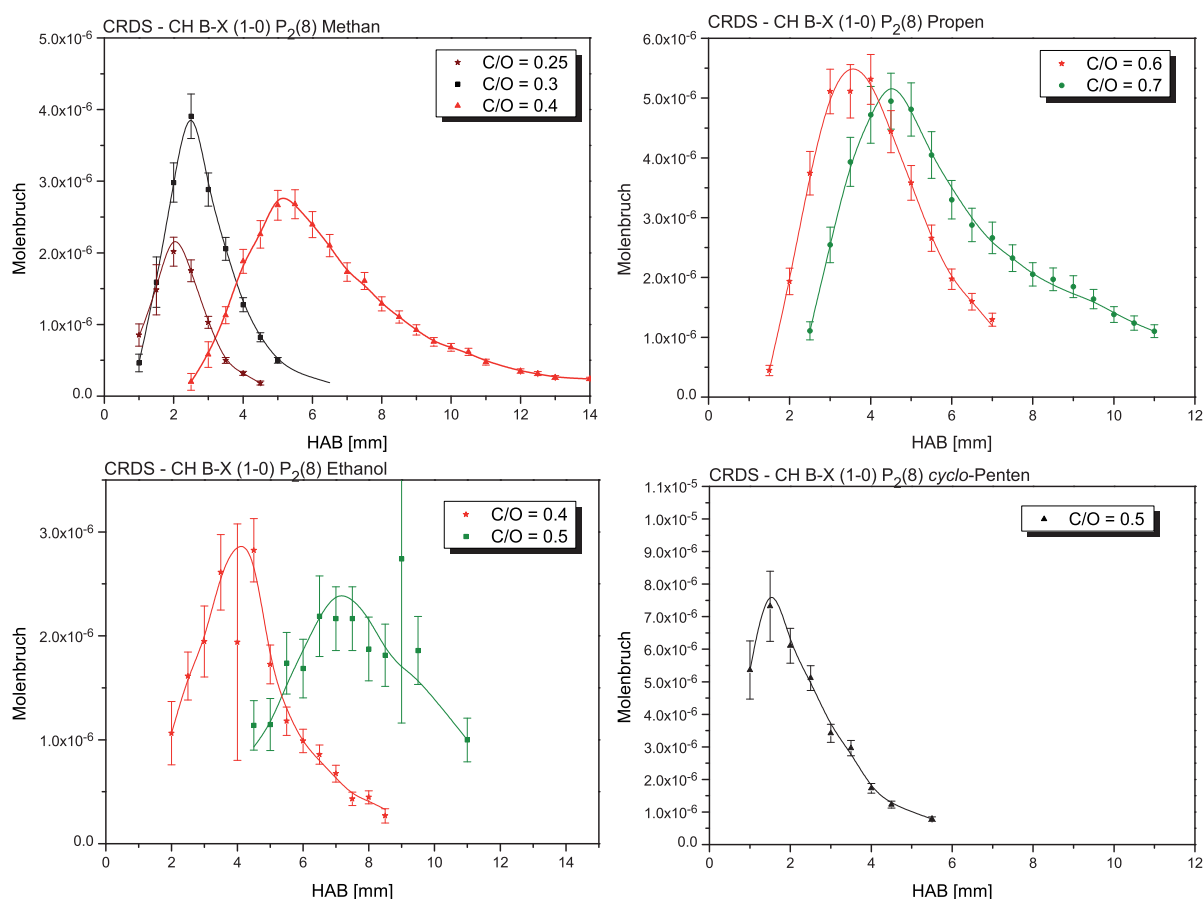 CRDS - CH B-X (1-0) P₂(8) Methan
5.0x10⁻⁶
4.0x10⁻⁶
3.0x10⁻⁶
2.0x10⁻⁶
1.0x10⁻⁶
0.0
Molenbruch
C/O = 0.25
C/O = 0.3
C/O = 0.4
0 2 4 6 8 10 12 14
HAB [mm]
CRDS - CH B-X (1-0) P₂(8) Propen
6.0x10⁻⁶
5.0x10⁻⁶
4.0x10⁻⁶
3.0x10⁻⁶
2.0x10⁻⁶
1.0x10⁻⁶
0.0
Molenbruch
C/O = 0.6
C/O = 0.7
0 2 4 6 8 10 12
HAB [mm]
CRDS - CH B-X (1-0) P₂(8) Ethanol
3.0x10⁻⁶
2.0x10⁻⁶
1.0x10⁻⁶
0.0
Molenbruch
C/O = 0.4
C/O = 0.5
0 2 4 6 8 10 12 14
HAB [mm]
CRDS - CH B-X (1-0) P₂(8) cyclo-Penten
1.1x10⁻⁵
1.0x10⁻⁵
9.0x10⁻⁶
8.0x10⁻⁶
7.0x10⁻⁶
6.0x10⁻⁶
5.0x10⁻⁶
4.0x10⁻⁶
3.0x10⁻⁶
2.0x10⁻⁶
1.0x10⁻⁶
0.0
Molenbruch
C/O = 0.5
0 2 4 6 8 10 12
HAB [mm]